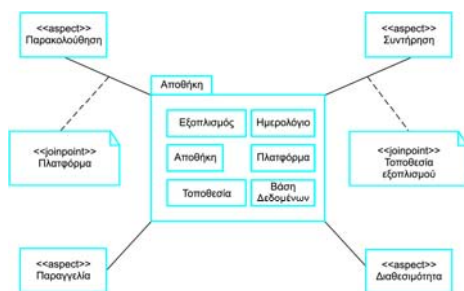 <<aspect>>
Παρακολούθηση
<<aspect>>
Συντήρηση
Αποθήκη
Εξοπλισμός
Ημερολόγιο
<<joinpoint>>
Πλατφόρμα
Αποθήκη
Πλατφόρμα
<<joinpoint>>
Τοποθεσία
εξοπλισμού
Τοποθεσία
Βάση
Δεδομένων
<<aspect>>
Παραγγελία
<<aspect>>
Διαθεσιμότητα